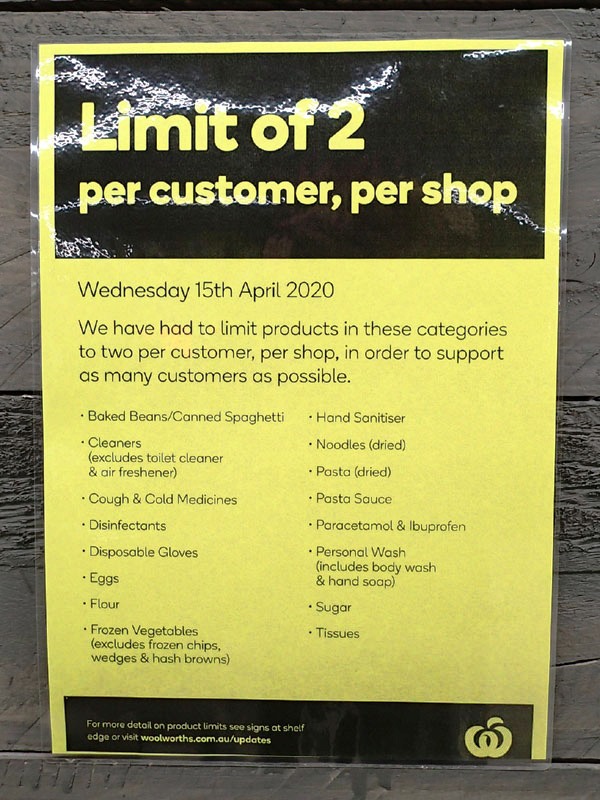 Limit of 2
per customer, per shop
Wednesday 15th April 2020
We have had to limit products in these categories
to two per customer, per shop, in order to support
as many customers as possible.
· Baked Beans/Canned Spaghetti
· Cleaners
(excludes toilet cleaner
& air freshener)
· Cough & Cold Medicines
· Disinfectants
· Disposable Gloves
· Eggs
· Flour
· Frozen Vegetables
(excludes frozen chips,
wedges & hash browns)
· Hand Sanitiser
· Noodles (dried)
· Pasta (dried)
· Pasta Sauce
· Paracetamol & Ibuprofen
· Personal Wash
(includes body wash
& hand soap)
· Sugar
· Tissues
For more detail on product limits see signs at shelf
edge or visit woolworths.com.au/updates